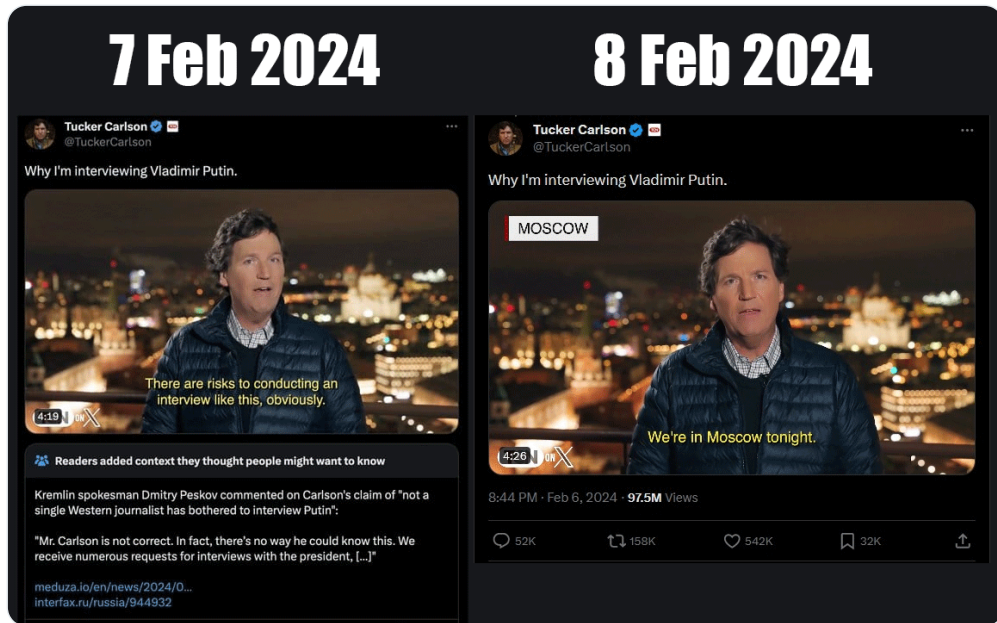 7 Feb 2024
Tucker Carlson
@TuckerCarlson
Why I'm interviewing Vladimir Putin.
There are risks to conducting an
interview like this, obviously.
4:19
ON X
Readers added context they thought people might want to know
Kremlin spokesman Dmitry Peskov commented on Carlson's claim of "not a
single Western journalist has bothered to interview Putin":
"Mr. Carlson is not correct. In fact, there's no way he could know this. We
receive numerous requests for interviews with the president, [...]"
meduza.io/en/news/2024/0...
interfax.ru/russia/944932
8 Feb 2024
Tucker Carlson
@TuckerCarlson
Why I'm interviewing Vladimir Putin.
MOSCOW
We're in Moscow tonight.
4:26
ON X
8:44 PM · Feb 6, 2024 · 97.5M Views
52K 158K 542K 32K